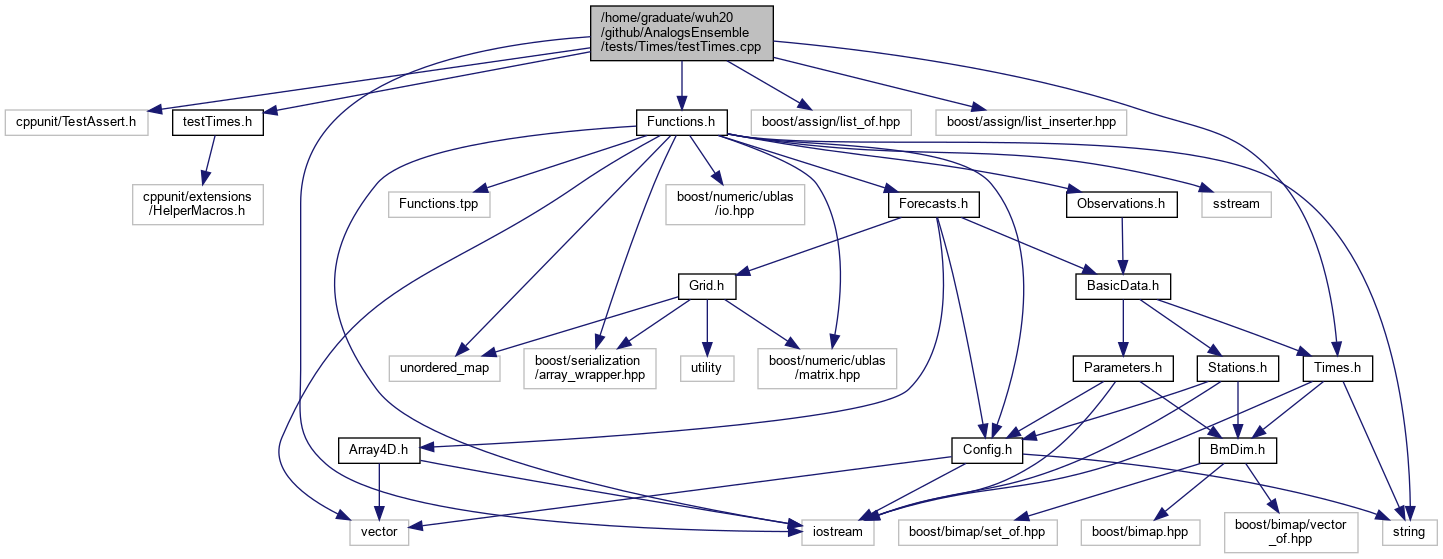 /home/graduate/wuh20
/github/AnalogsEnsemble
/tests/Times/testTimes.cpp
cppunit/TestAssert.h
testTimes.h
Functions.h
boost/assign/list_of.hpp
boost/assign/list_inserter.hpp
cppunit/extensions
/HelperMacros.h
Functions.tpp
boost/numeric/ublas
/io.hpp
Forecasts.h
Observations.h
sstream
Grid.h
BasicData.h
unordered_map
boost/serialization
/array_wrapper.hpp
utility
boost/numeric/ublas
/matrix.hpp
Parameters.h
Stations.h
Times.h
Array4D.h
Config.h
BmDim.h
vector
iostream
boost/bimap/set_of.hpp
boost/bimap.hpp
boost/bimap/vector
_of.hpp
string